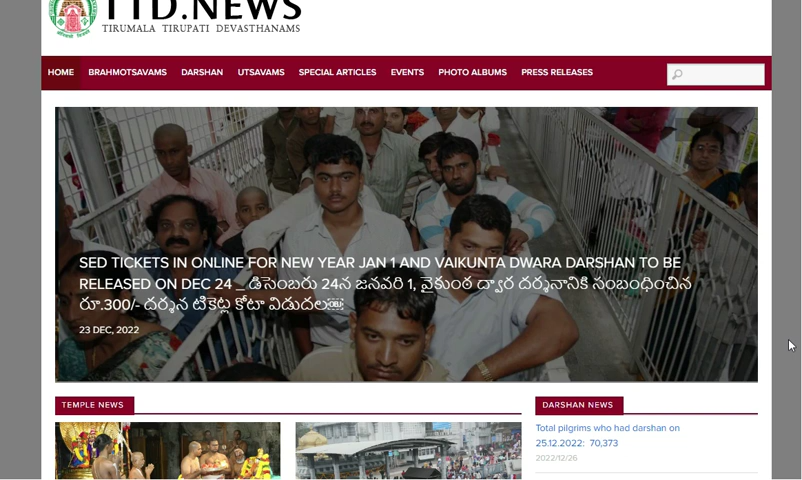 TTD.NEWS
TIRUMALA TIRUPATI DEVASTHANAMS
HOME BRAHMOTSAVAMS DARSHAN UTSAVAMS SPECIAL ARTICLES EVENTS PHOTO ALBUMS PRESS RELEASES
SED TICKETS IN ONLINE FOR NEW YEAR JAN 1 AND VAIKUNTA DWARA DARSHAN TO BE
RELEASED ON DEC 24 _ డిసెంబరు 24న జనవరి 1, వైకుంఠ ద్వార దర్శనానికి సంబంధించిన
రూ.300/- దర్శన టికెట్ల కోటా విడుదల
23 DEC, 2022
TEMPLE NEWS
DARSHAN NEWS
Total pilgrims who had darshan on
25.12.2022: 70,373
2022/12/26